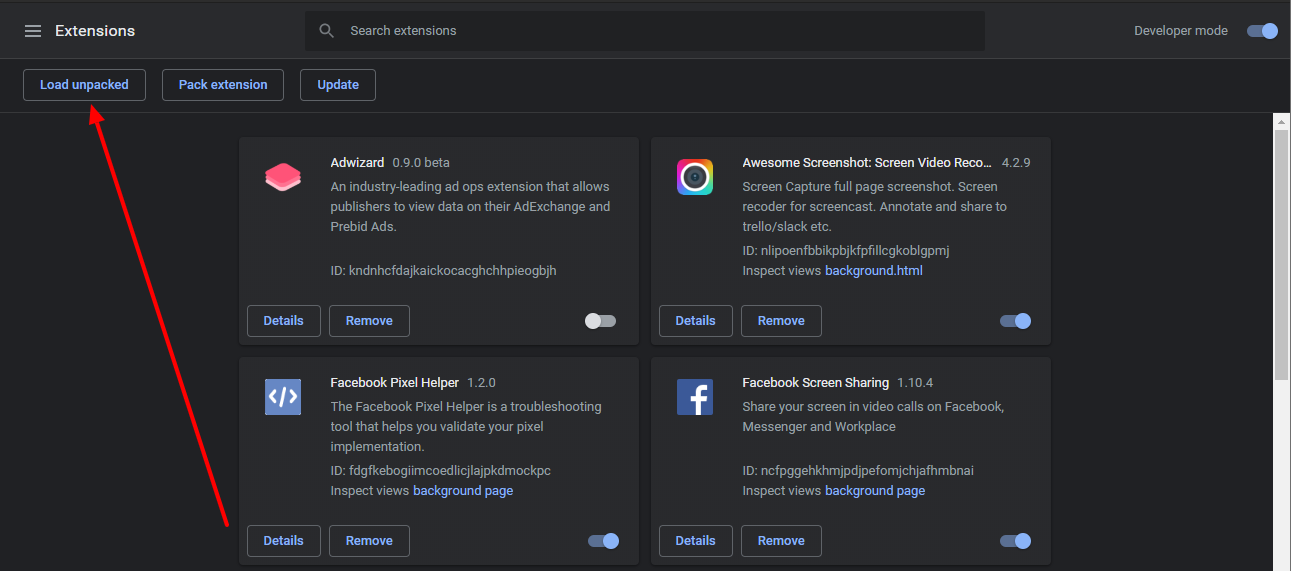 Extensions
Search extensions
Developer mode
Load unpacked
Pack extension
Update
Adwizard 0.9.0 beta
An industry-leading ad ops extension that allows
publishers to view data on their AdExchange and
Prebid Ads.
ID: kndnhcfdajkaickocacghchhpieogbjh
Details
Remove
Awesome Screenshot: Screen Video Reco... 4.2.9
Screen Capture full page screenshot. Screen
recoder for screencast. Annotate and share to
trello/slack etc.
ID: nlipoenfbbikpbjkfpfillcgkoblgpmj
Inspect views background.html
Details
Remove
Facebook Pixel Helper 1.2.0
The Facebook Pixel Helper is a troubleshooting
tool that helps you validate your pixel
implementation.
ID: fdgfkebogiimcoedlicjlajpkdmockpc
Inspect views background page
Details
Remove
Facebook Screen Sharing 1.10.4
Share your screen in video calls on Facebook,
Messenger and Workplace
ID: ncfpggehkhmjpdjpefomjchjafhmbnai
Inspect views background page
Details
Remove